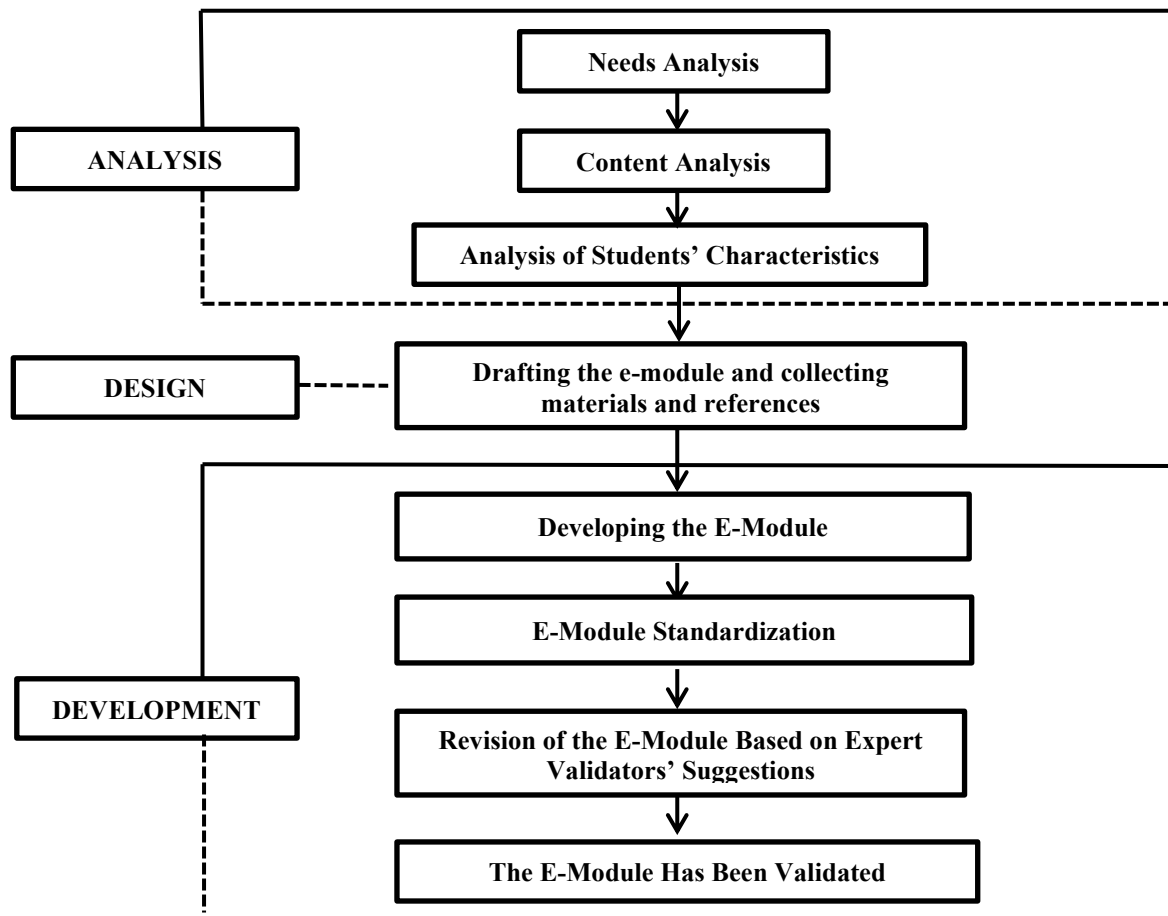 Needs Analysis
ANALYSIS
Content Analysis
Analysis of Students’ Characteristics
DESIGN
Drafting the e-module and collecting
materials and references
Developing the E-Module
E-Module Standardization
DEVELOPMENT
Revision of the E-Module Based on Expert
Validators’ Suggestions
The E-Module Has Been Validated